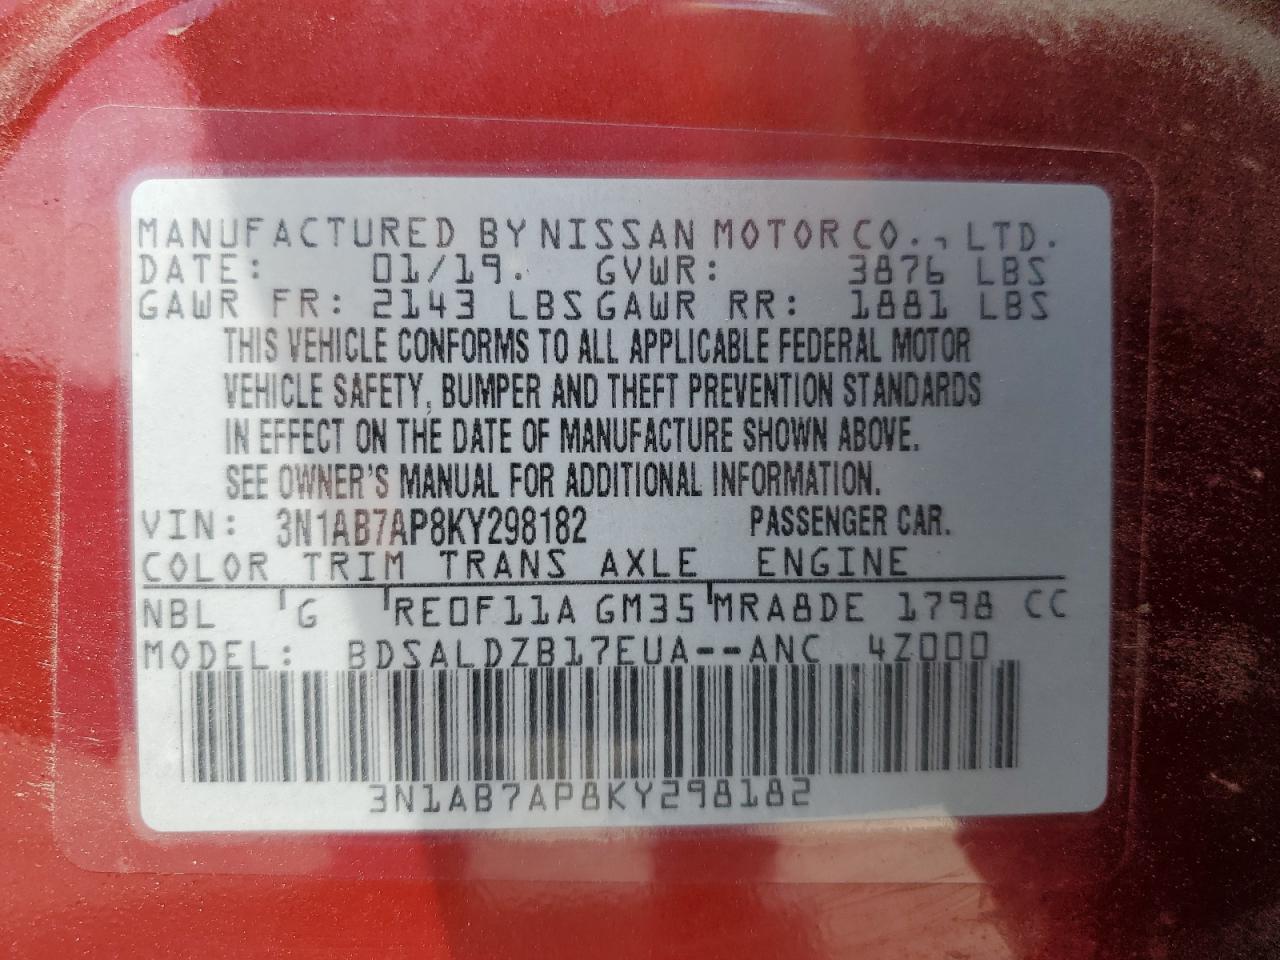 MANUFACTURED BY NISSAN MOTOR CO., LTD.
DATE: 01/19. GVWR: 3876 LBS
GAWR FR: 2143 LBS GAWR RR: 1881 LBS
THIS VEHICLE CONFORMS TO ALL APPLICABLE FEDERAL MOTOR
VEHICLE SAFETY, BUMPER AND THEFT PREVENTION STANDARDS
IN EFFECT ON THE DATE OF MANUFACTURE SHOWN ABOVE.
SEE OWNER'S MANUAL FOR ADDITIONAL INFORMATION.
VIN: 3N1AB7AP8KY298182 PASSENGER CAR.
COLOR TRIM TRANS AXLE ENGINE
NBL G RE0F11A GM35 MRA8DE 1798 CC
MODEL: BDSALDZB17EUA--ANC 4Z000
3N1AB7AP8KY298182